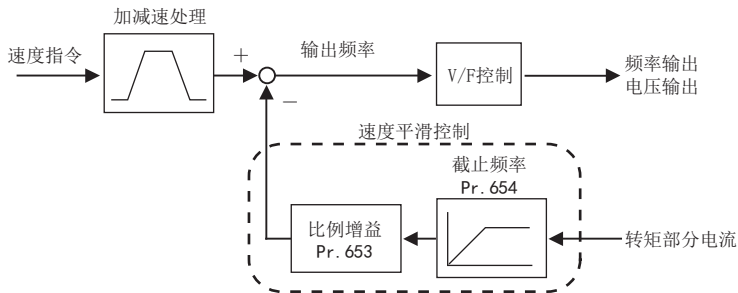 加减速处理
速度指令
+
输出频率
V/F控制
频率输出
电压输出
−
速度平滑控制
截止频率
Pr.654
比例增益
Pr.653
转矩部分电流